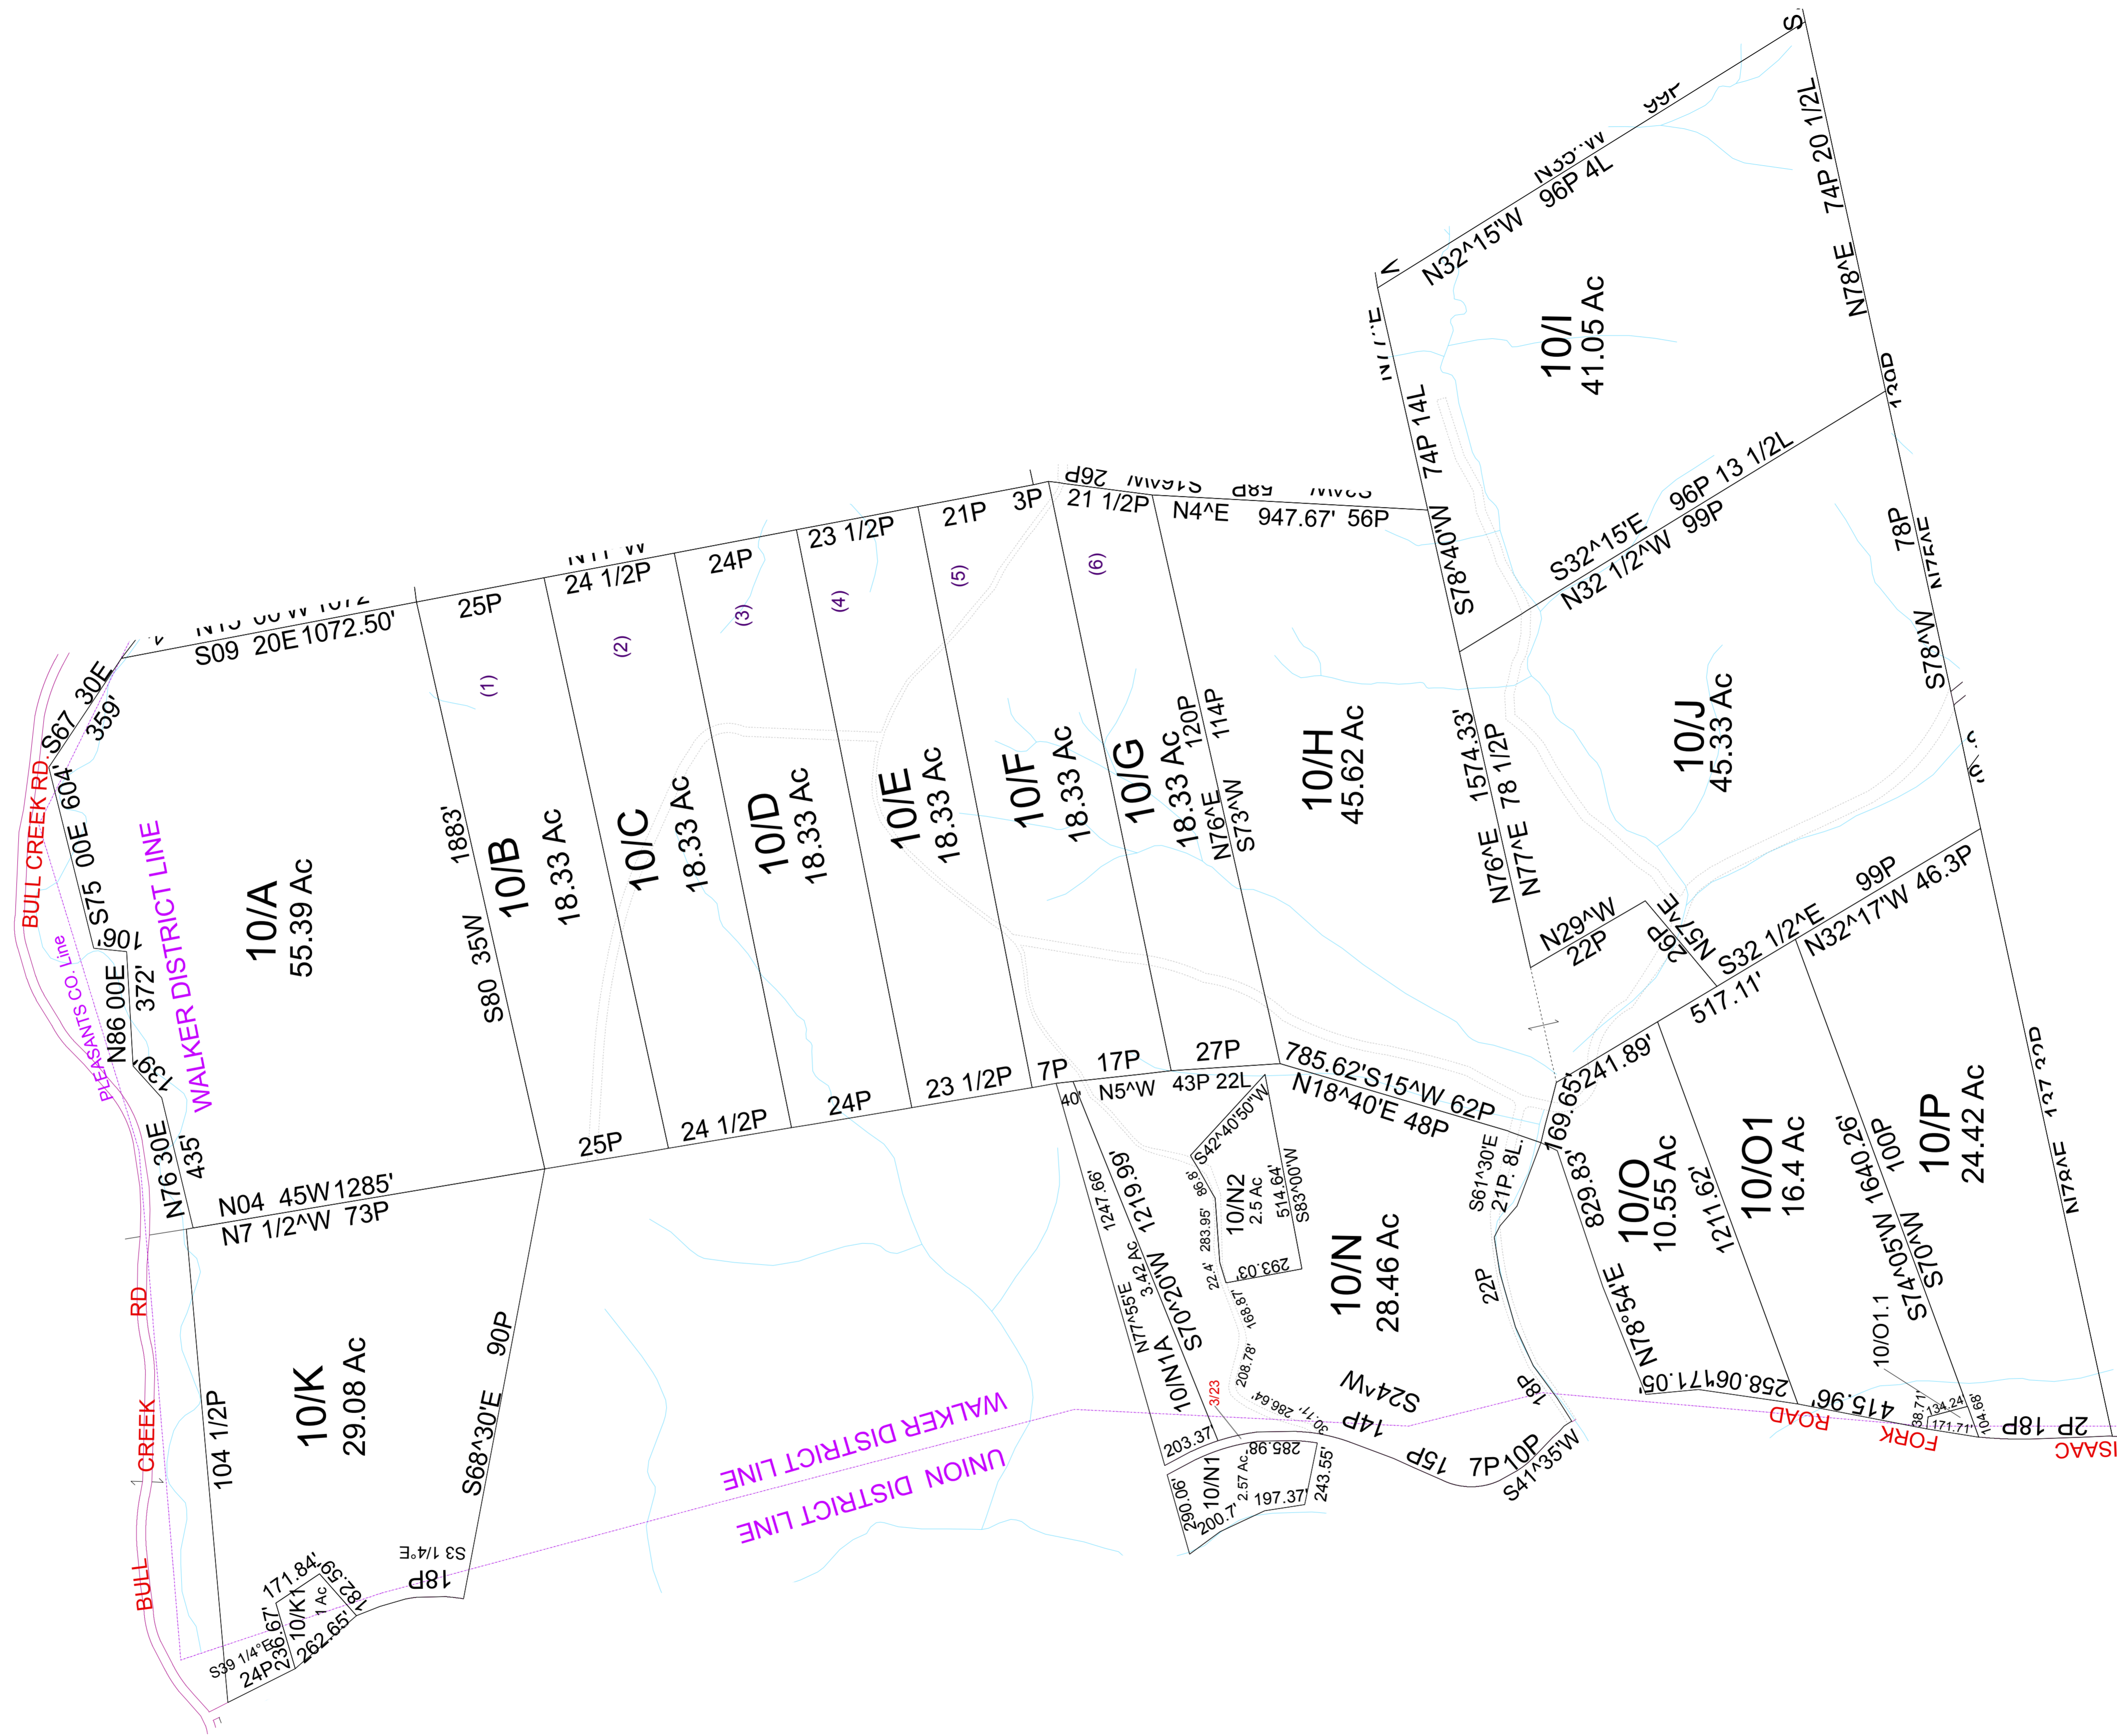 BULL CREEK RD.
PLEASANTS CO. Line
WALKER DISTRICT LINE
S67 30E
359'
S75 00E 604'
106'
N86 00E
372'
139'
N76 30E
435'
S09 20E 1072.50'
10/A
55.39 Ac
N04 45W 1285'
N7 1/2^W 73P
1883'
S80 35W
25P
(1)
10/B
18.33 Ac
25P
24 1/2P
(2)
10/C
18.33 Ac
24 1/2P
24P
(3)
10/D
18.33 Ac
24P
23 1/2P
(4)
10/E
18.33 Ac
23 1/2P
21P
3P
(5)
10/F
18.33 Ac
7P
17P
26P
21 1/2P
(6)
10/G
18.33 Ac
27P
120P
114P
N76^E
S73^W
58P
N4^E 947.67' 56P
10/H
45.62 Ac
785.62' S15^W 62P
N18^40'E 48P
S78^40'W 74P 14L
1574.33'
N76^E
N77^E 78 1/2P
99P
N32^15'W 96P 4L
10/I
41.05 Ac
74P 20 1/2L
N78^E
S32^15'E 96P 13 1/2L
N32 1/2^W 99P
10/J
45.33 Ac
78P
S78^W
N29^W
22P
26P
N57^E
S32 1/2^E 99P
N32^17'W 46.3P
517.11'
241.89'
169.65'
BULL CREEK RD
104 1/2P
10/K
29.08 Ac
S68^30'E 90P
S3 1/4°E
18P
171.84'
182.59
10/K1
1 Ac
236.67'
262.65'
S39 1/4°E
24P
WALKER DISTRICT LINE
UNION DISTRICT LINE
40'
N5^W 43P 22L
1247.66'
N77^55'E
3.42 Ac
10/N1A
S70^20'W 1219.99'
203.37'
3/23
S42^40'50"W
86.8'
283.95'
22.4'
10/N2
2.5 Ac
514.64'
S83^00'W
293.03'
168.87'
208.78'
286.64'
30.17'
10/N
28.46 Ac
S24^W
14P
15P
7P
10P
S41^35'W
18P
22P
S61^30'E
21P. 8L.
290.06'
10/N1
2.57 Ac.
285.98'
200.7'
197.37'
243.55'
829.83'
N78°54'E
10/O
10.55 Ac
171.05'
258.06'
1211.62'
10/O1
16.4 Ac
415.96'
10/O1.1
38.71'
134.24'
171.71'
104.68'
S74^05'W 1640.26'
S70^W 100P
10/P
24.42 Ac
18P 2P
ISAAC FORK ROAD